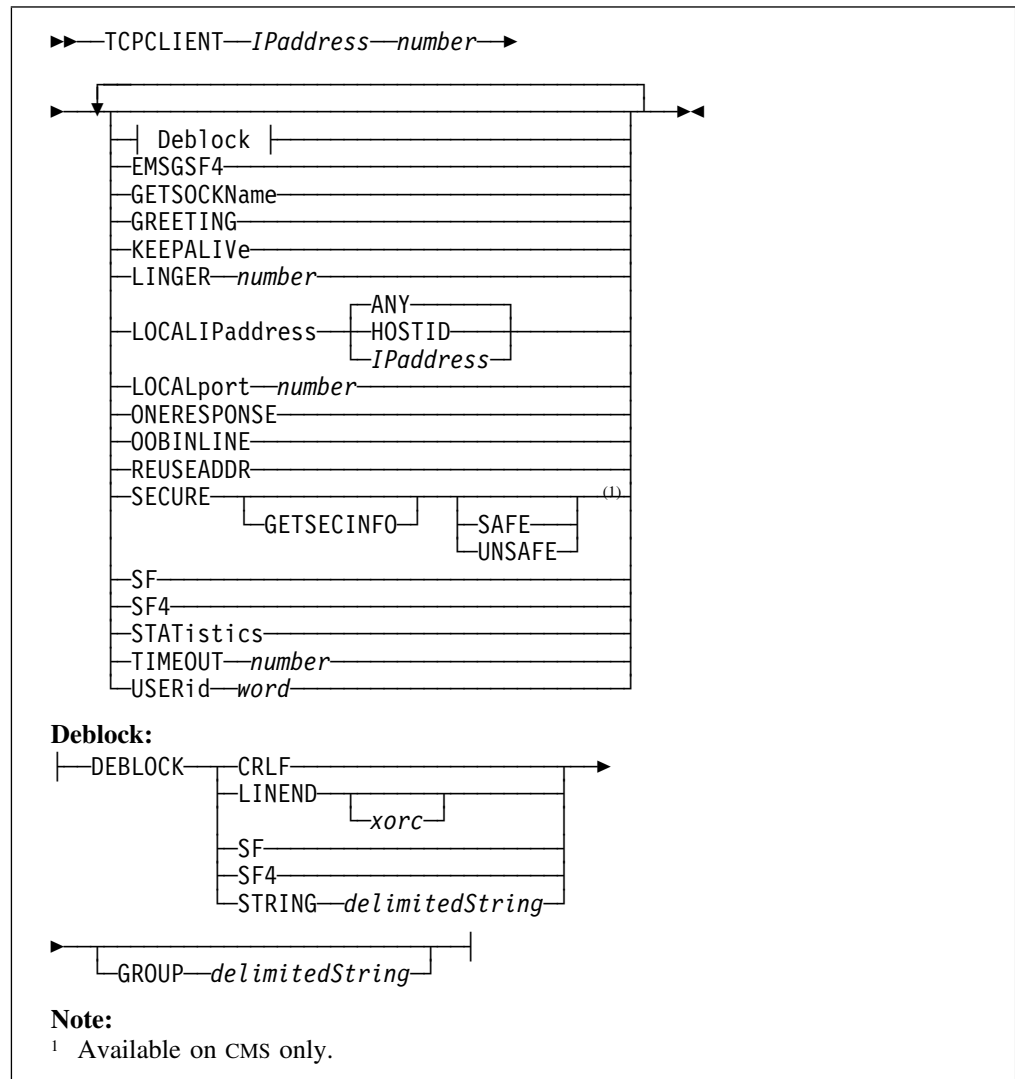 TCPCLIENT IPaddress number
Deblock
EMSGSF4
GETSOCKName
GREETING
KEEPALIVe
LINGER number
ANY
LOCALIPaddress HOSTID
IPaddress
LOCALport number
ONERESPONSE
OOBINLINE
REUSEADDR
SECURE (1)
GETSECINFO SAFE
UNSAFE
SF
SF4
STATistics
TIMEOUT number
USERid word
Deblock:
DEBLOCK CRLF
LINEND
xorc
SF
SF4
STRING delimitedString
GROUP delimitedString
Note:
1 Available on CMS only.